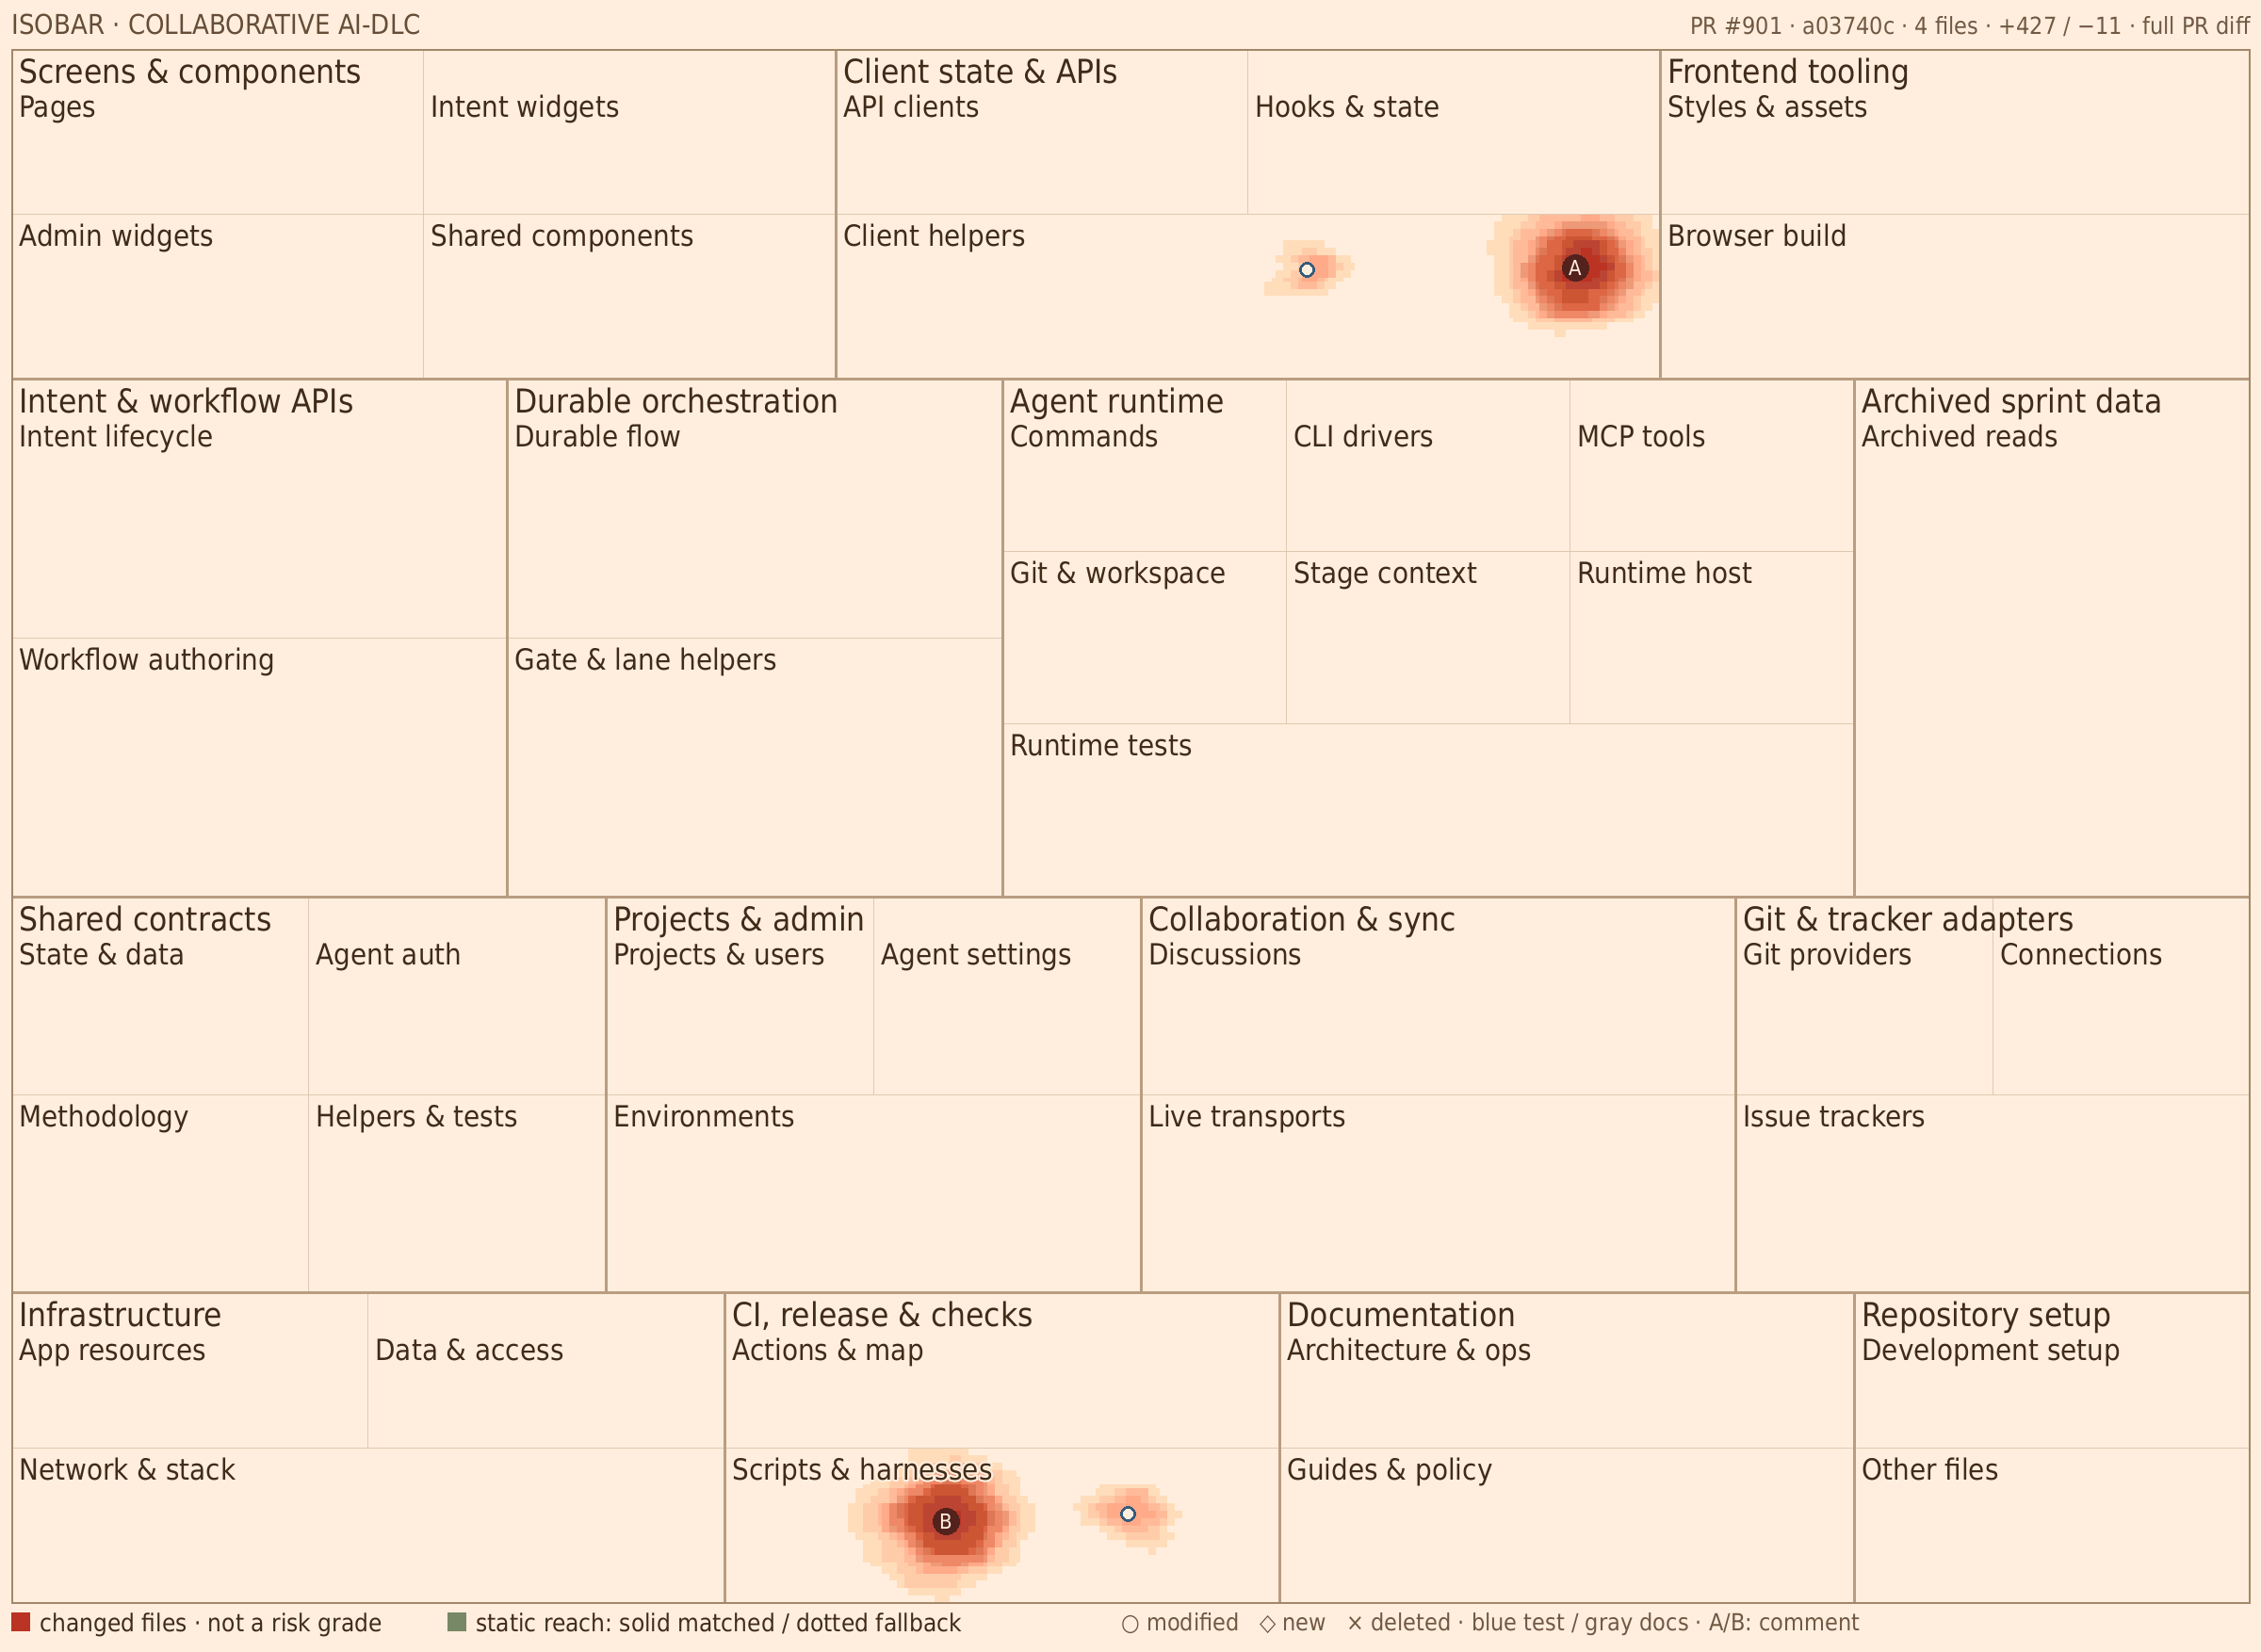 ISOBAR · COLLABORATIVE AI-DLC
PR #901 · a03740c · 4 files · +427 / −11 · full PR diff
Screens & components
Pages
Intent widgets
Admin widgets
Shared components
Client state & APIs
API clients
Hooks & state
Client helpers
A
Frontend tooling
Styles & assets
Browser build
Intent & workflow APIs
Intent lifecycle
Workflow authoring
Durable orchestration
Durable flow
Gate & lane helpers
Agent runtime
Commands
CLI drivers
MCP tools
Git & workspace
Stage context
Runtime host
Runtime tests
Archived sprint data
Archived reads
Shared contracts
State & data
Agent auth
Methodology
Helpers & tests
Projects & admin
Projects & users
Agent settings
Environments
Collaboration & sync
Discussions
Live transports
Git & tracker adapters
Git providers
Connections
Issue trackers
Infrastructure
App resources
Data & access
Network & stack
CI, release & checks
Actions & map
Scripts & harnesses
B
Documentation
Architecture & ops
Guides & policy
Repository setup
Development setup
Other files
changed files · not a risk grade
static reach: solid matched / dotted fallback
○ modified ◇ new × deleted · blue test / gray docs · A/B: comment